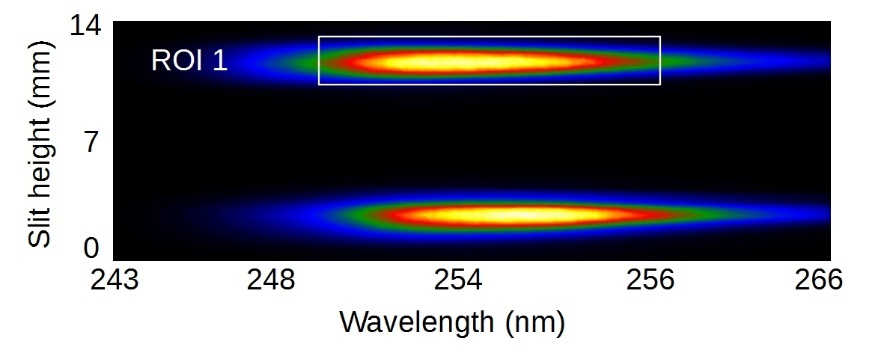 14
ROI 1
Slit height (mm)
7
0
243 248 254 256 266
Wavelength (nm)